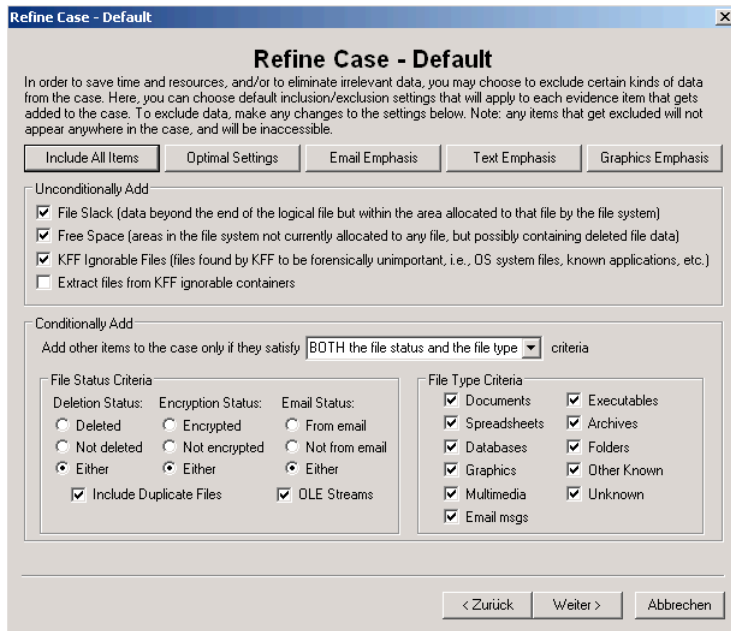 Refine Case - Default
Refine Case - Default
In order to save time and resources, and/or to eliminate irrelevant data, you may choose to exclude certain kinds of data
from the case. Here, you can choose default inclusion/exclusion settings that will apply to each evidence item that gets
added to the case. To exclude data, make any changes to the settings below. Note: any items that get excluded will not
appear anywhere in the case, and will be inaccessible.
Include All Items Optimal Settings Email Emphasis Text Emphasis Graphics Emphasis
Unconditionally Add
File Slack (data beyond the end of the logical file but within the area allocated to that file by the file system)
Free Space (areas in the file system not currently allocated to any file, but possibly containing deleted file data)
KFF Ignorable Files (files found by KFF to be forensically unimportant, i.e., OS system files, known applications, etc.)
Extract files from KFF ignorable containers
Conditionally Add
Add other items to the case only if they satisfy BOTH the file status and the file type criteria
File Status Criteria
Deletion Status: Encryption Status: Email Status:
Deleted Encrypted From email
Not deleted Not encrypted Not from email
Either Either Either
Include Duplicate Files OLE Streams
File Type Criteria
Documents Executables
Spreadsheets Archives
Databases Folders
Graphics Other Known
Multimedia Unknown
Email msgs
< Zurück Weiter > Abbrechen